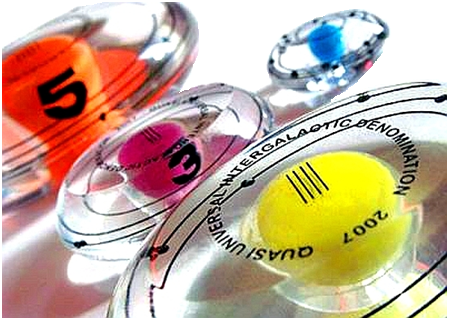 5
3
QUASI UNIVERSAL INTERGALACTIC DENOMINATION
2007